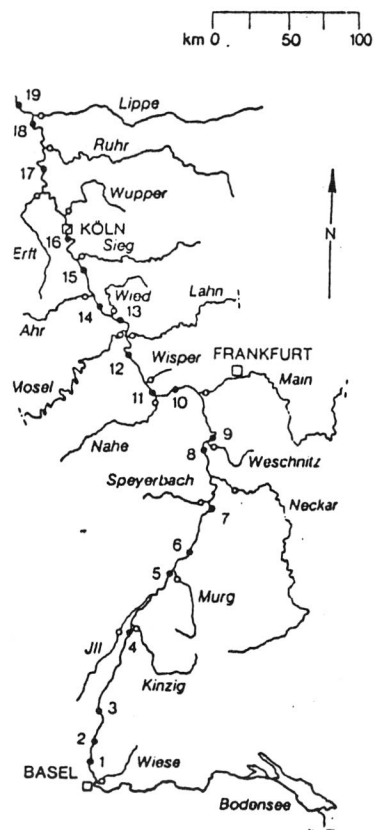 km 0 50 100
19
Lippe
18
Ruhr
17
Wupper
N
KÖLN
16
Sieg
Erft
15
Wied
Lahn
14
13
Ahr
Wisper
FRANKFURT
12
Mosel
11
10
Main
Nahe
9
8
Weschnitz
Speyerbach
Neckar
7
6
5
Murg
Jll
4
Kinzig
3
2
Wiese
BASEL
1
Bodensee